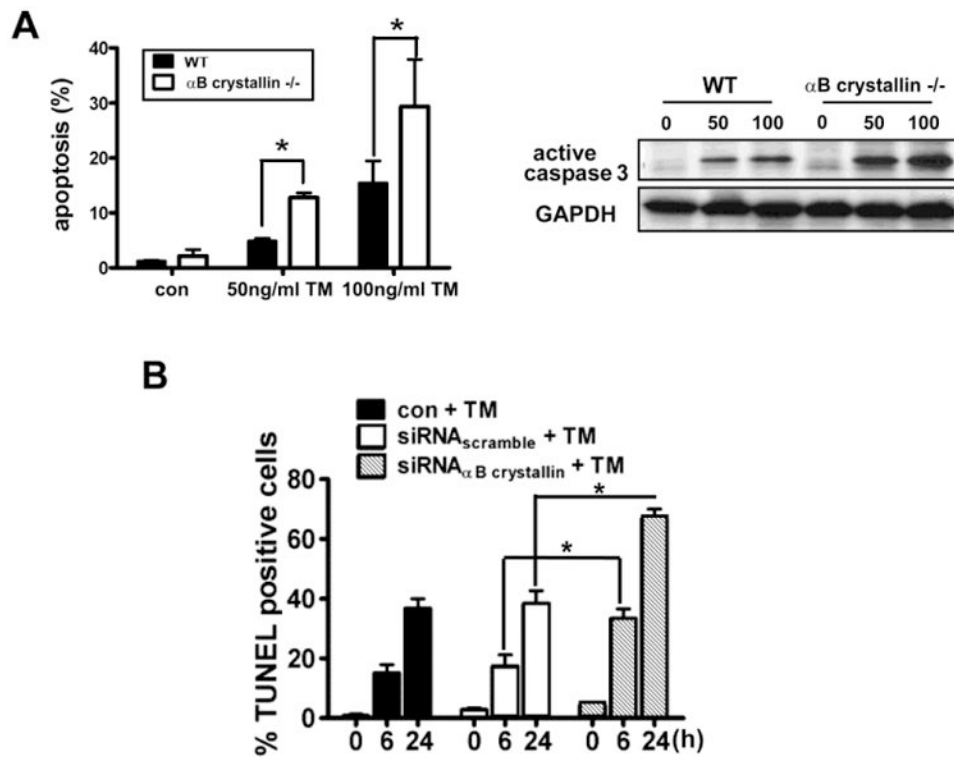 A
apoptosis (%)
40
30
20
10
0
WT
αB crystallin -/-
*
*
con 50ng/ml TM 100ng/ml TM
WT αB crystallin -/-
0 50 100 0 50 100
active
caspase 3
GAPDH
B
con + TM
siRNAscramble + TM
siRNAαB crystallin + TM
% TUNEL positive cells
80
60
40
20
0
*
*
0 6 24 0 6 24 0 6 24 (h)